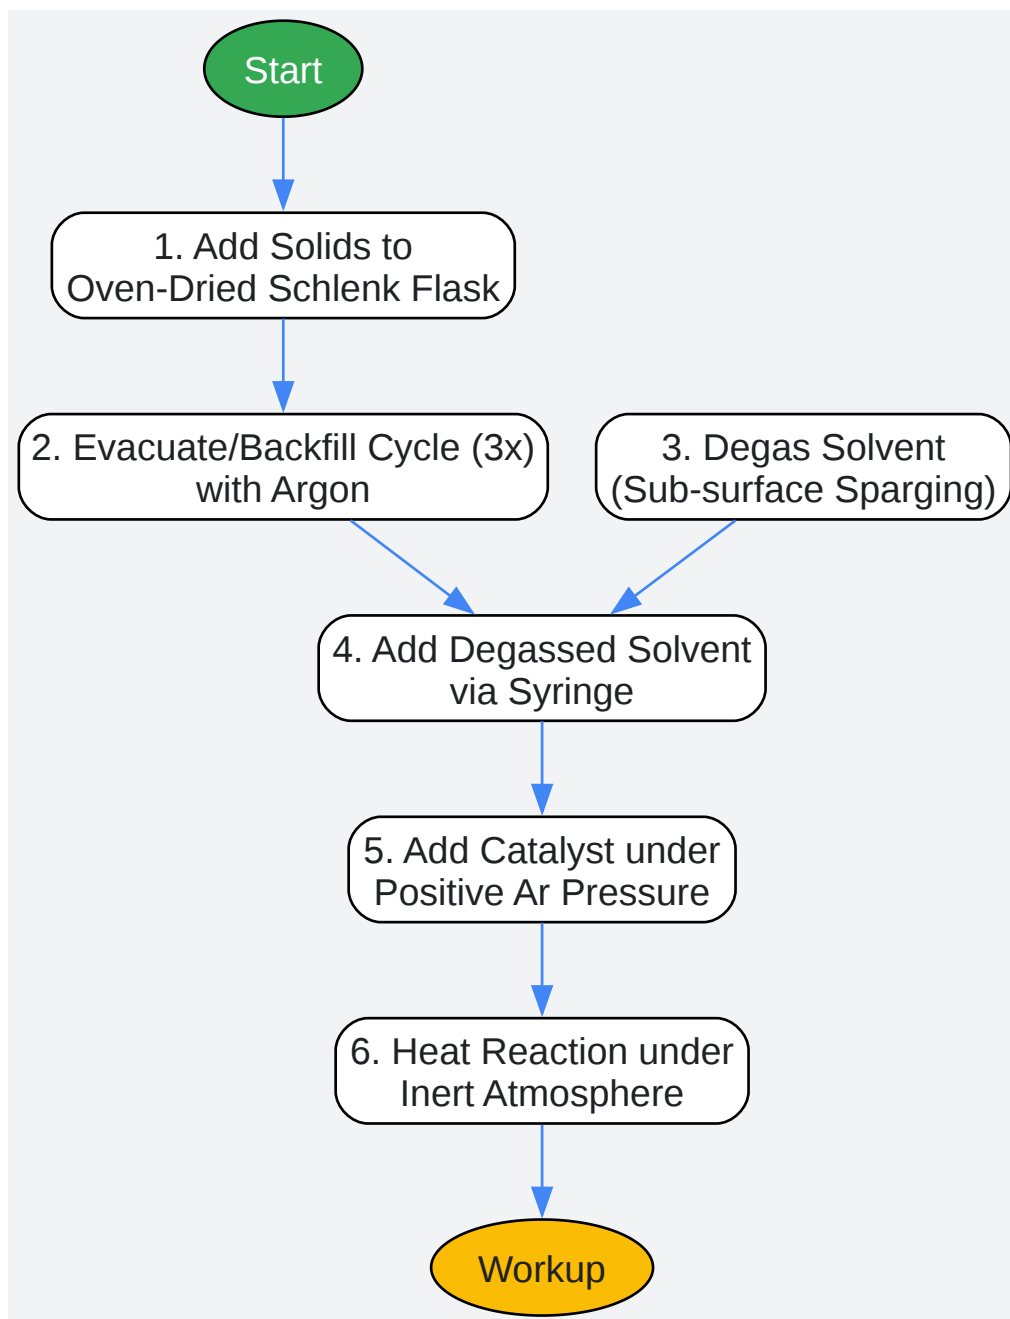 Start
1. Add Solids to
Oven-Dried Schlenk Flask
2. Evacuate/Backfill Cycle (3x)
with Argon
3. Degas Solvent
(Sub-surface Sparging)
4. Add Degassed Solvent
via Syringe
5. Add Catalyst under
Positive Ar Pressure
6. Heat Reaction under
Inert Atmosphere
Workup